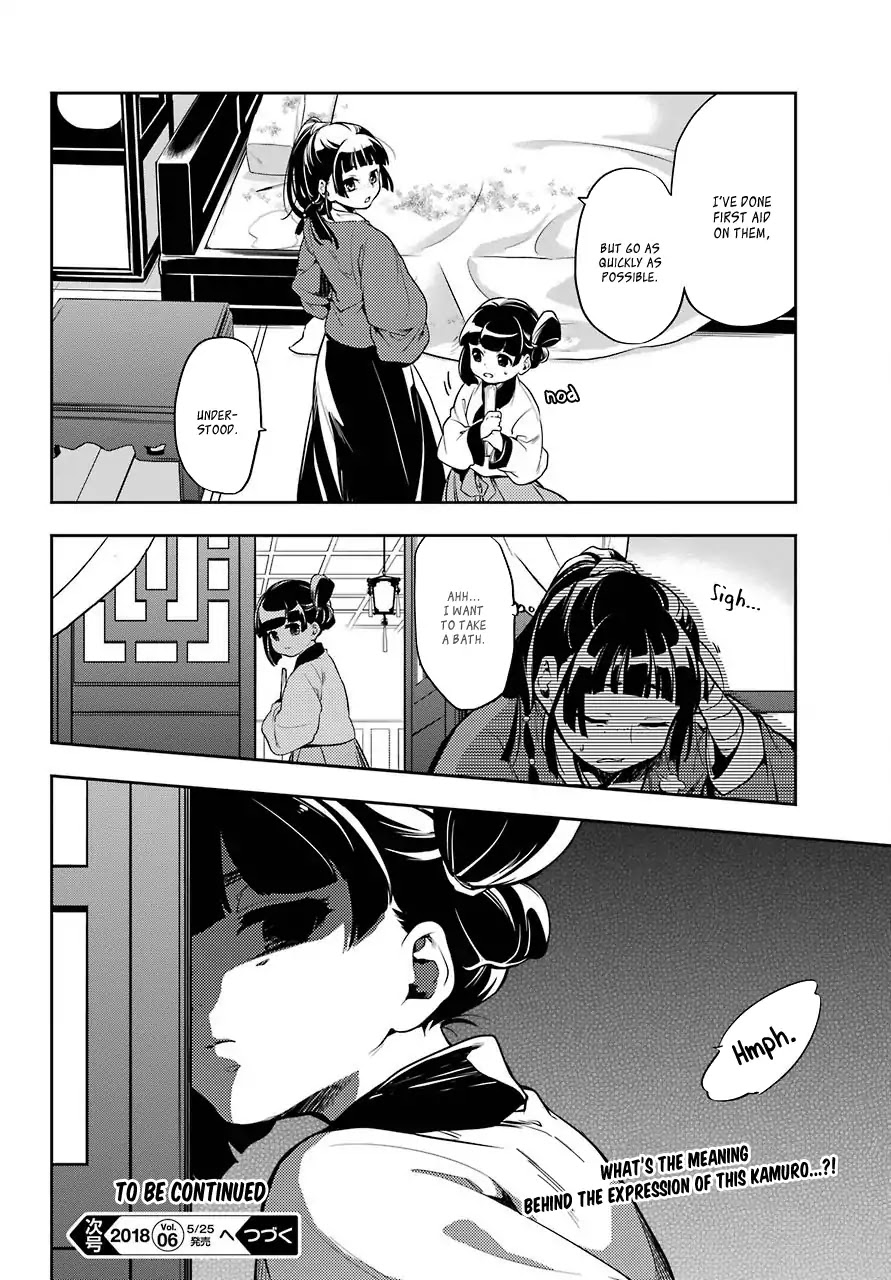 I'VE DONE
FIRST AID
ON THEM,
BUT GO AS
QUICKLY AS
POSSIBLE.
nod
UNDER-
STOOD.
Sigh...
AHH...
I WANT
TO TAKE
A BATH.
Hmph.
WHAT'S THE MEANING
BEHIND THE EXPRESSION OF THIS KAMURO...?!
TO BE CONTINUED
次号 2018 Vol. 06 5/25 発売 へ つづく